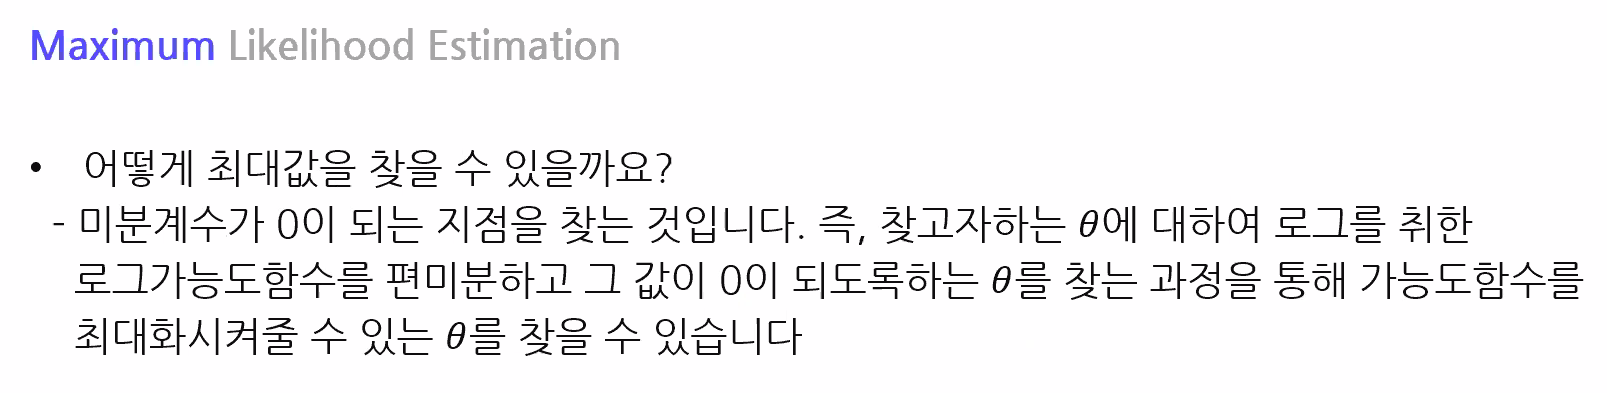 Maximum Likelihood Estimation
• 어떻게 최대값을 찾을 수 있을까요?
- 미분계수가 0이 되는 지점을 찾는 것입니다. 즉, 찾고자하는 θ에 대하여 로그를 취한
로그가능도함수를 편미분하고 그 값이 0이 되도록하는 θ를 찾는 과정을 통해 가능도함수를
최대화시켜줄 수 있는 θ를 찾을 수 있습니다